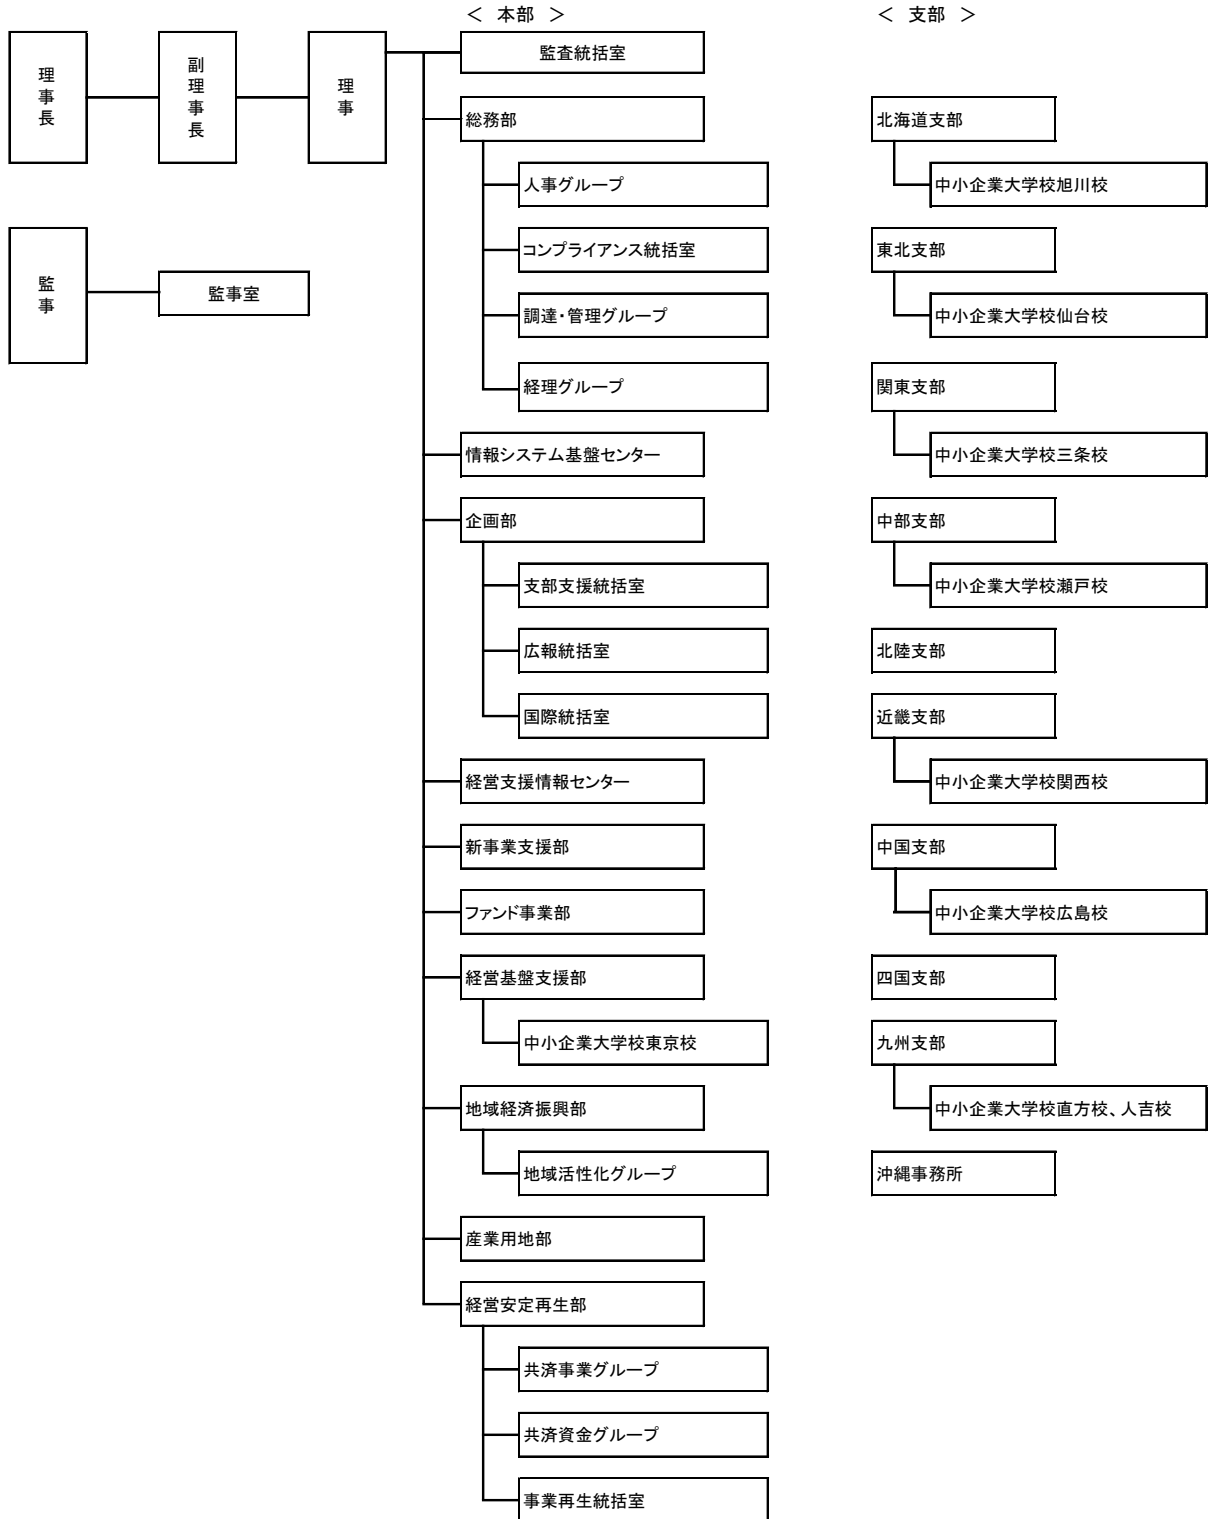 ＜ 本部 ＞
＜ 支部 ＞
理事長
副理事長
理事
監事
監事室
監査統括室
総務部
人事グループ
コンプライアンス統括室
調達・管理グループ
経理グループ
情報システム基盤センター
企画部
支部支援統括室
広報統括室
国際統括室
経営支援情報センター
新事業支援部
ファンド事業部
経営基盤支援部
中小企業大学校東京校
地域経済振興部
地域活性化グループ
産業用地部
経営安定再生部
共済事業グループ
共済資金グループ
事業再生統括室
北海道支部
中小企業大学校旭川校
東北支部
中小企業大学校仙台校
関東支部
中小企業大学校三条校
中部支部
中小企業大学校瀬戸校
北陸支部
近畿支部
中小企業大学校関西校
中国支部
中小企業大学校広島校
四国支部
九州支部
中小企業大学校直方校、人吉校
沖縄事務所